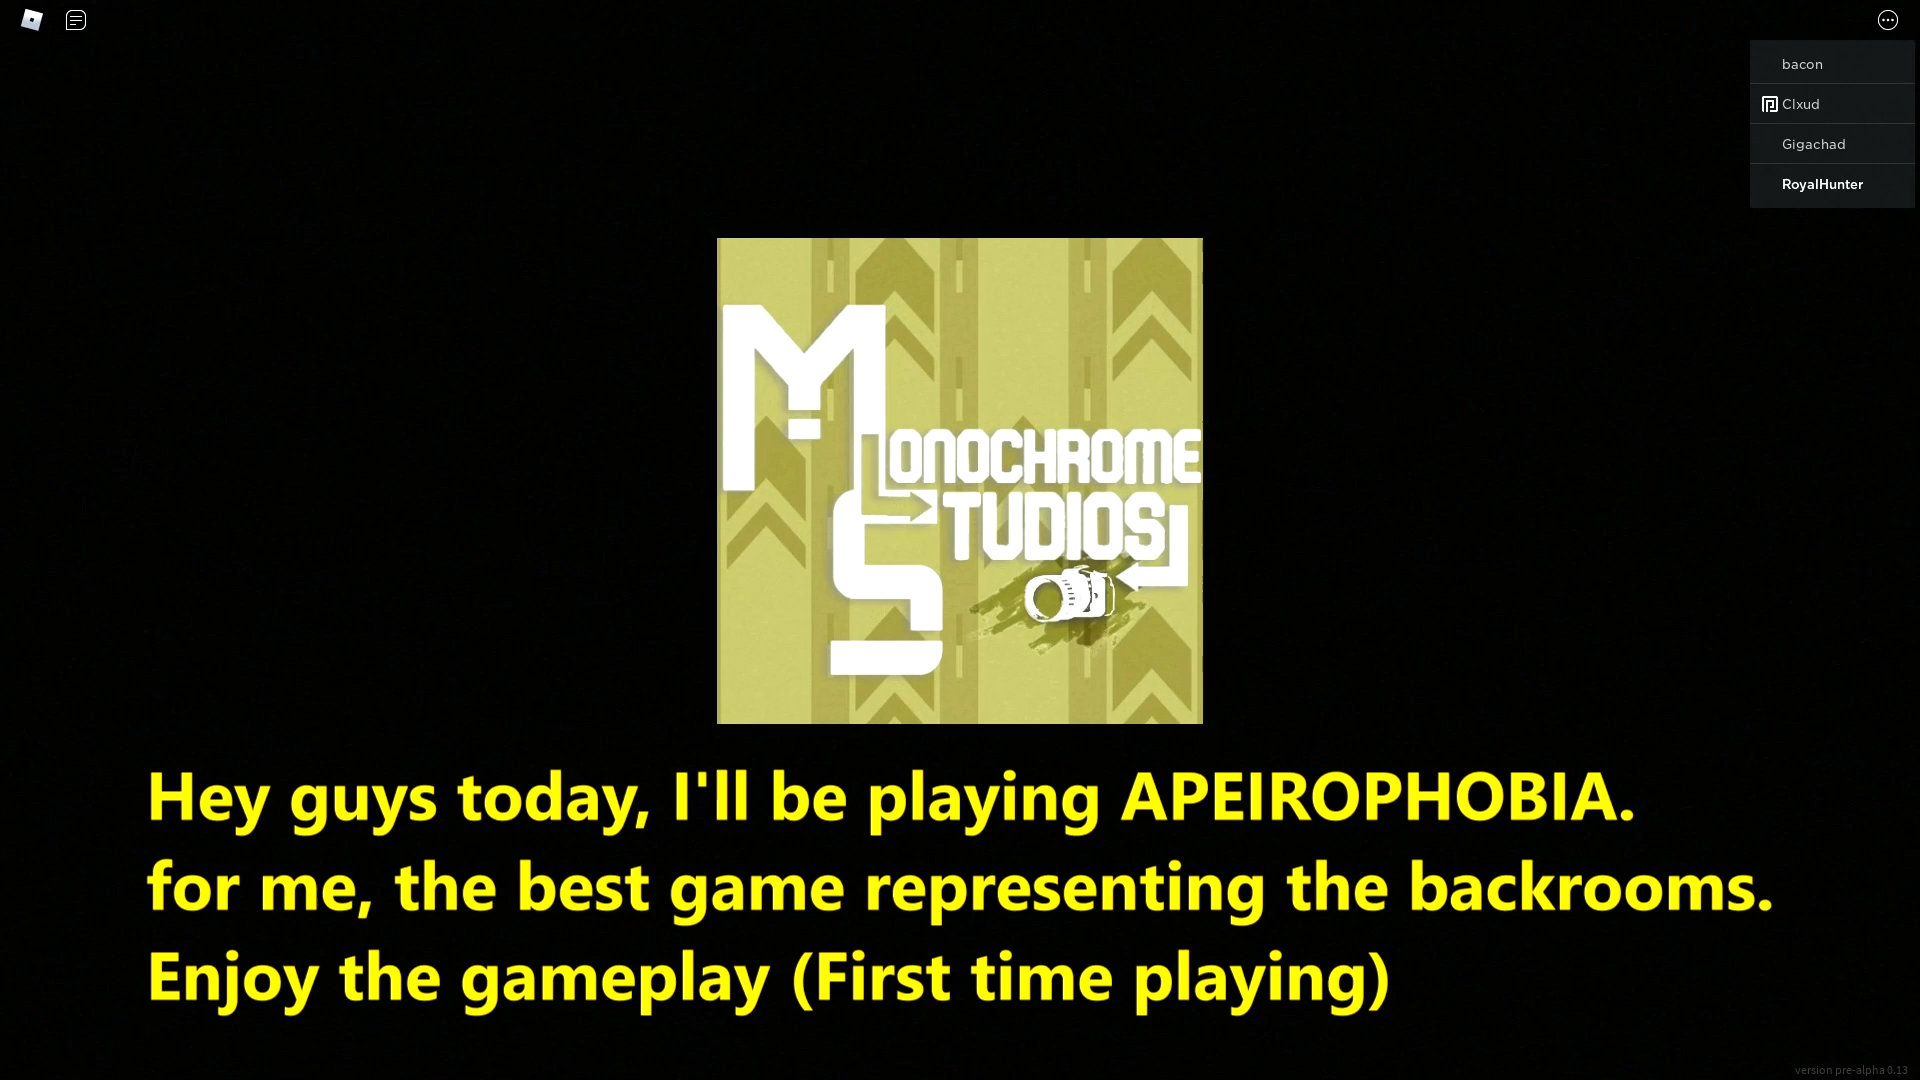 bacon
Clxud
Gigachad
RoyalHunter
MONOCHROME
STUDIOS
Hey guys today, I'll be playing APEIROPHOBIA.
for me, the best game representing the backrooms.
Enjoy the gameplay (First time playing)
version pre-alpha 0.13